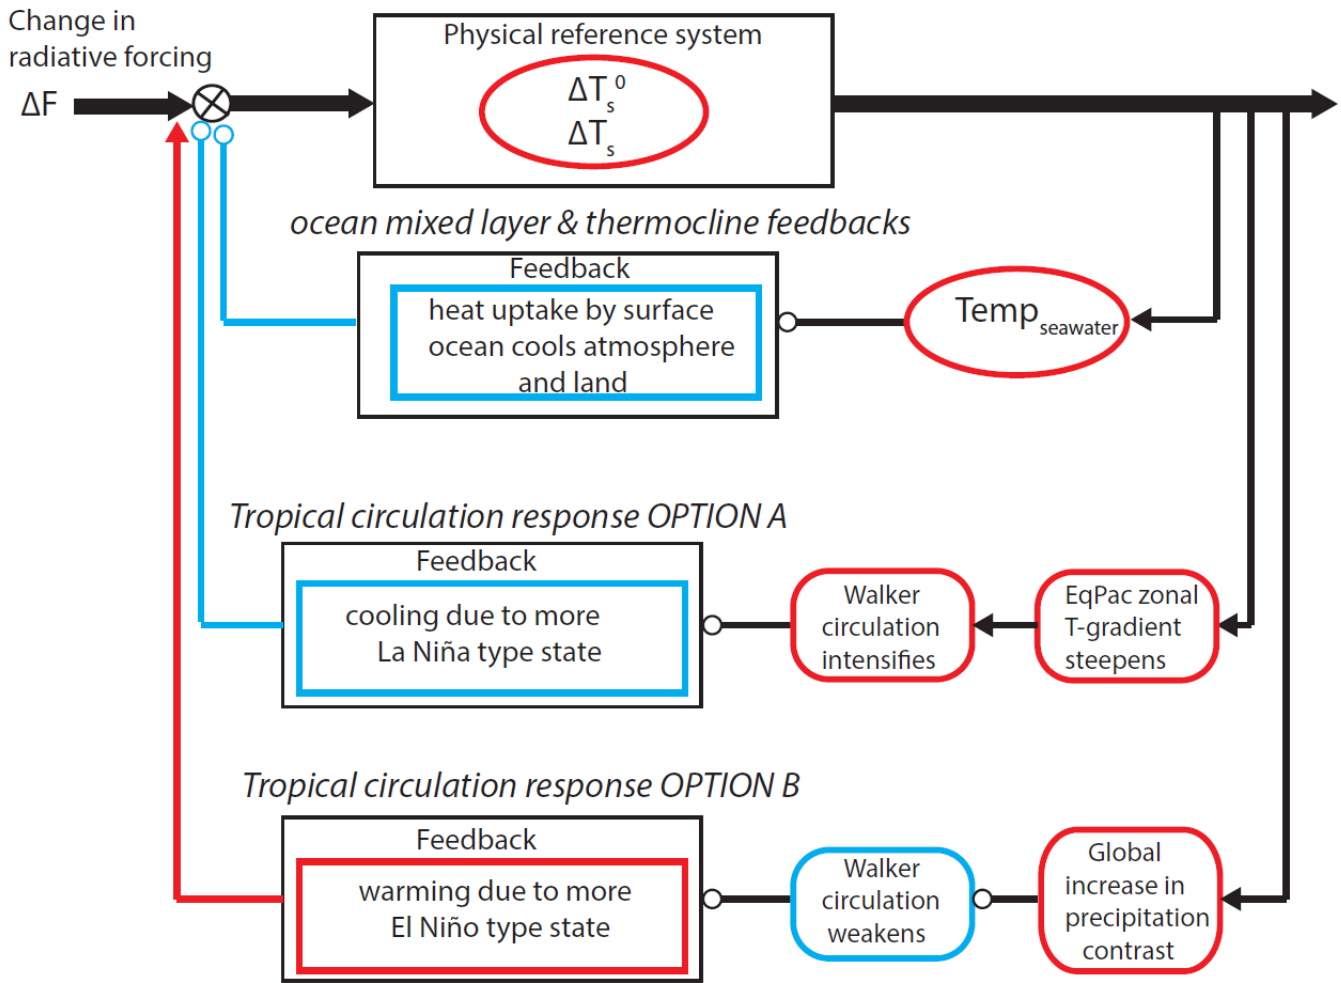 Change in
radiative forcing
ΔF
Physical reference system
ΔTs⁰
ΔTs
ocean mixed layer & thermocline feedbacks
Feedback
heat uptake by surface
ocean cools atmosphere
and land
Temp seawater
Tropical circulation response OPTION A
Feedback
cooling due to more
La Niña type state
Walker
circulation
intensifies
EqPac zonal
T-gradient
steepens
Tropical circulation response OPTION B
Feedback
warming due to more
El Niño type state
Walker
circulation
weakens
Global
increase in
precipitation
contrast